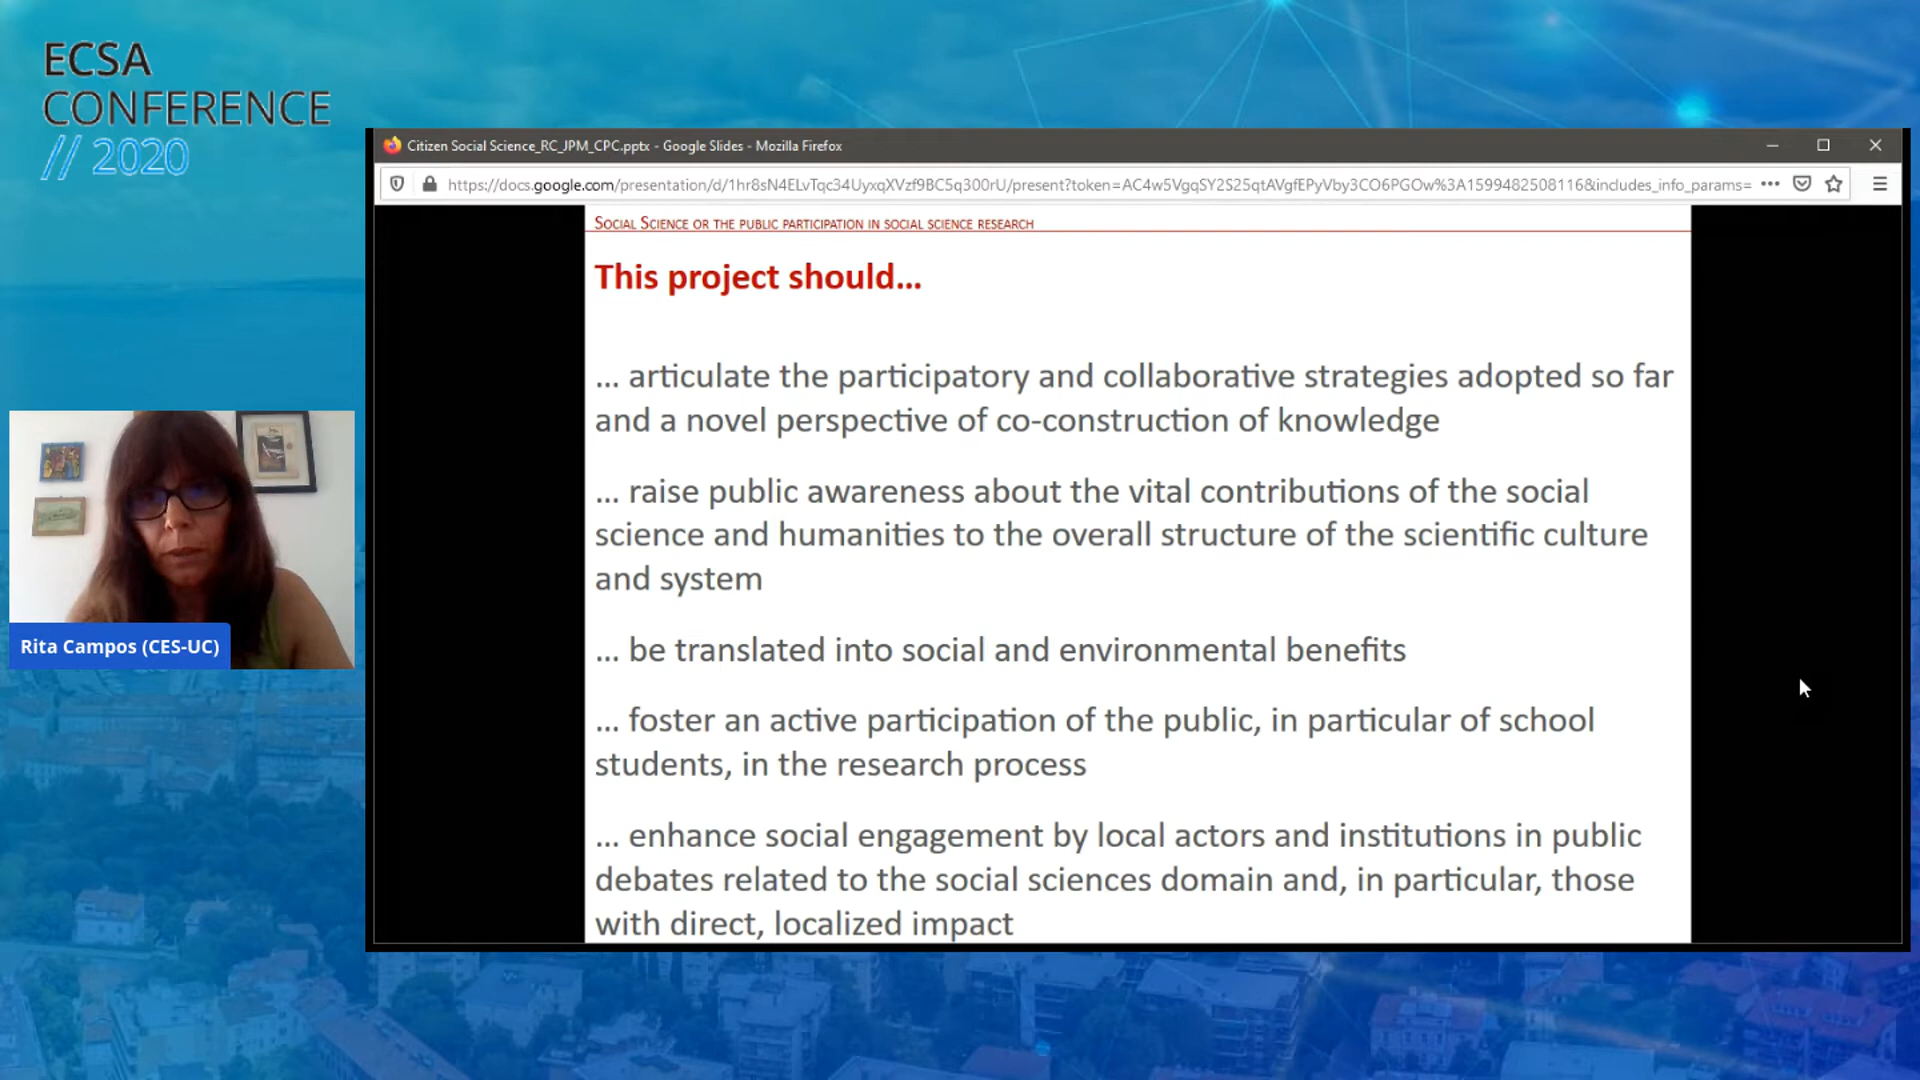 ECSA
CONFERENCE
// 2020
Citizen Social Science_RC_JPM_CPC.pptx - Google Slides - Mozilla Firefox
https://docs.google.com/presentation/d/1hr8sN4ELvTqc34UyxqXVzf9BC5q300rU/present?token=AC4w5VgqSY2S25qtAVgfEPyVby3CO6PGOw%3A1599482508116&includes_info_params=
Social Science or the public participation in social science research
This project should...
... articulate the participatory and collaborative strategies adopted so far
and a novel perspective of co-construction of knowledge
... raise public awareness about the vital contributions of the social
science and humanities to the overall structure of the scientific culture
and system
... be translated into social and environmental benefits
... foster an active participation of the public, in particular of school
students, in the research process
... enhance social engagement by local actors and institutions in public
debates related to the social sciences domain and, in particular, those
with direct, localized impact
Rita Campos (CES-UC)